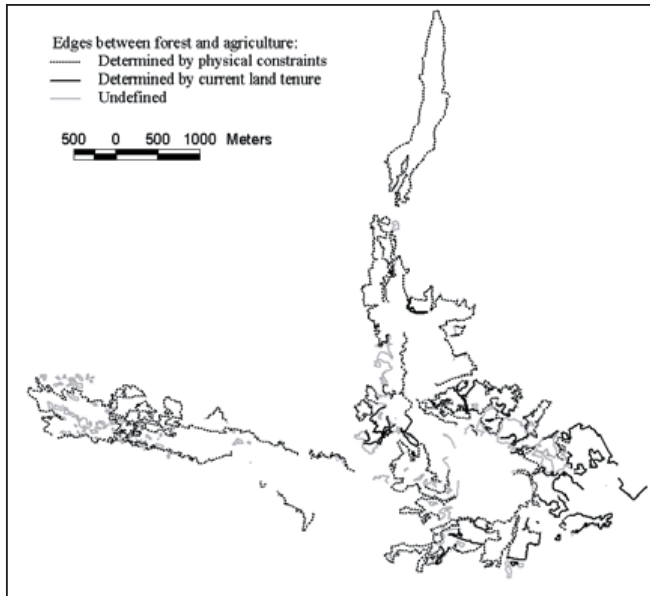 Edges between forest and agriculture:
Determined by physical constraints
Determined by current land tenure
Undefined
500 0 500 1000 Meters